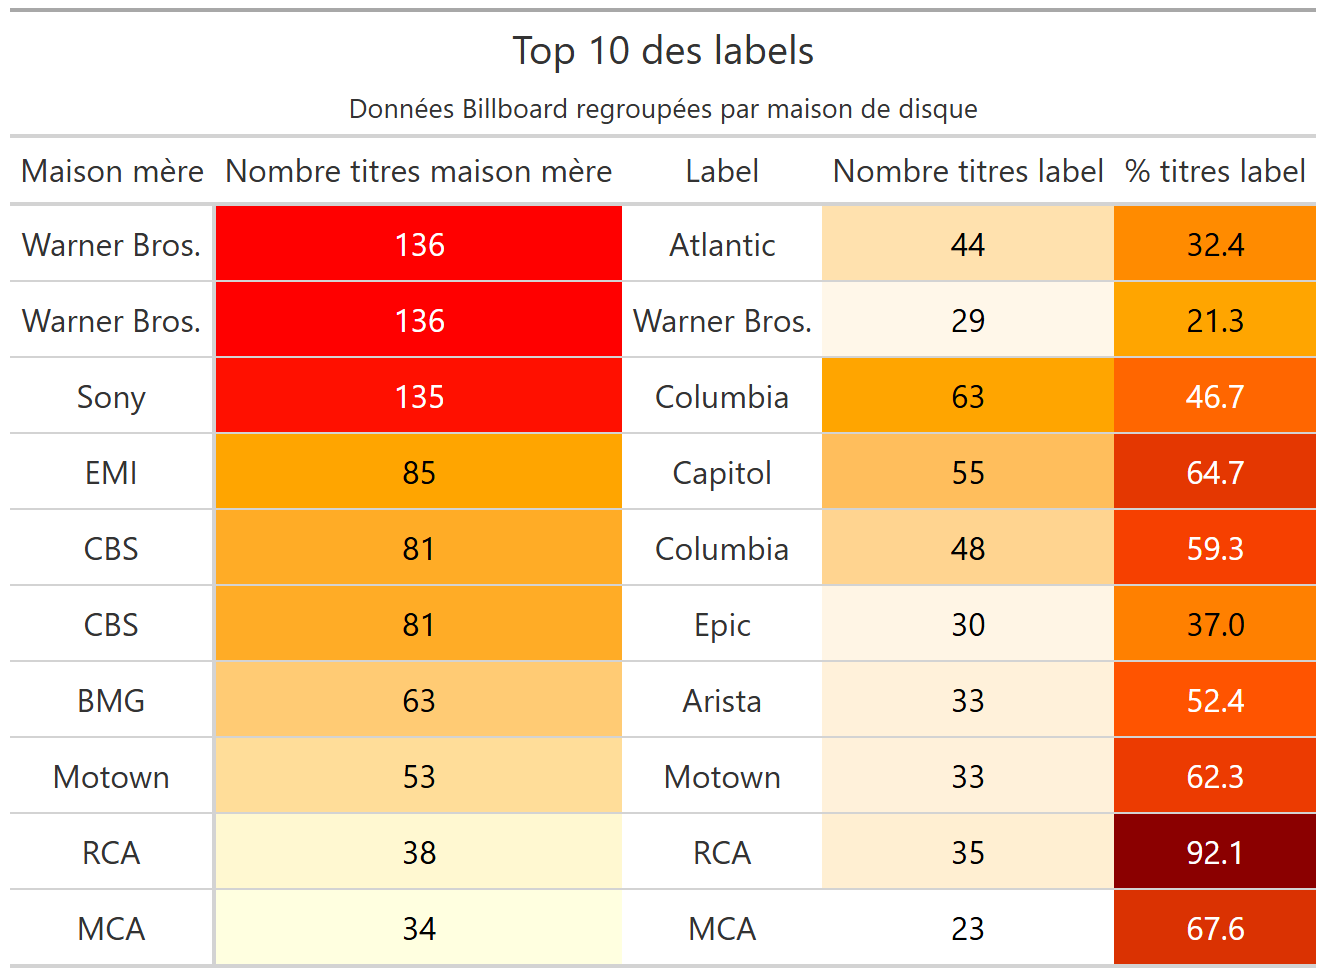 Top 10 des labels
Données Billboard regroupées par maison de disque
Maison mère Nombre titres maison mère Label Nombre titres label % titres label
Warner Bros. 136 Atlantic 44 32.4
Warner Bros. 136 Warner Bros. 29 21.3
Sony 135 Columbia 63 46.7
EMI 85 Capitol 55 64.7
CBS 81 Columbia 48 59.3
CBS 81 Epic 30 37.0
BMG 63 Arista 33 52.4
Motown 53 Motown 33 62.3
RCA 38 RCA 35 92.1
MCA 34 MCA 23 67.6